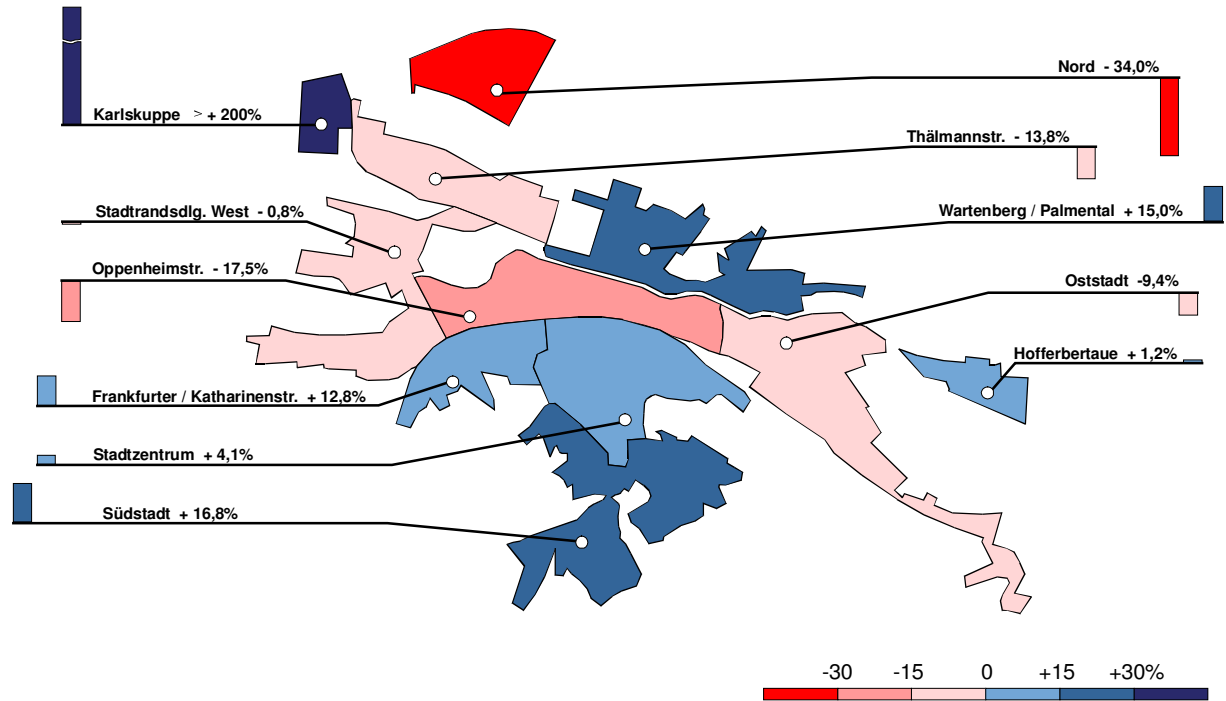 Nord - 34,0%
Karlskuppe > + 200%
Thälmannstr. - 13,8%
Stadtrandsdlg. West - 0,8%
Wartenberg / Palmental + 15,0%
Oppenheimstr. - 17,5%
Oststadt -9,4%
Hofferbertaue + 1,2%
Frankfurter / Katharinenstr. + 12,8%
Stadtzentrum + 4,1%
Südstadt + 16,8%
-30 -15 0 +15 +30%